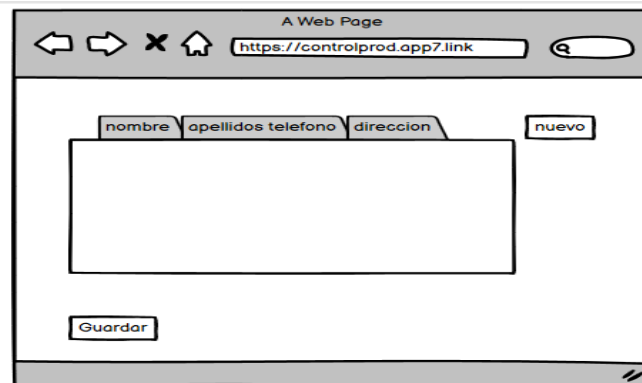 A Web Page
https://controlprod.app7.link
nombre apellidos telefono direccion nuevo
Guardar